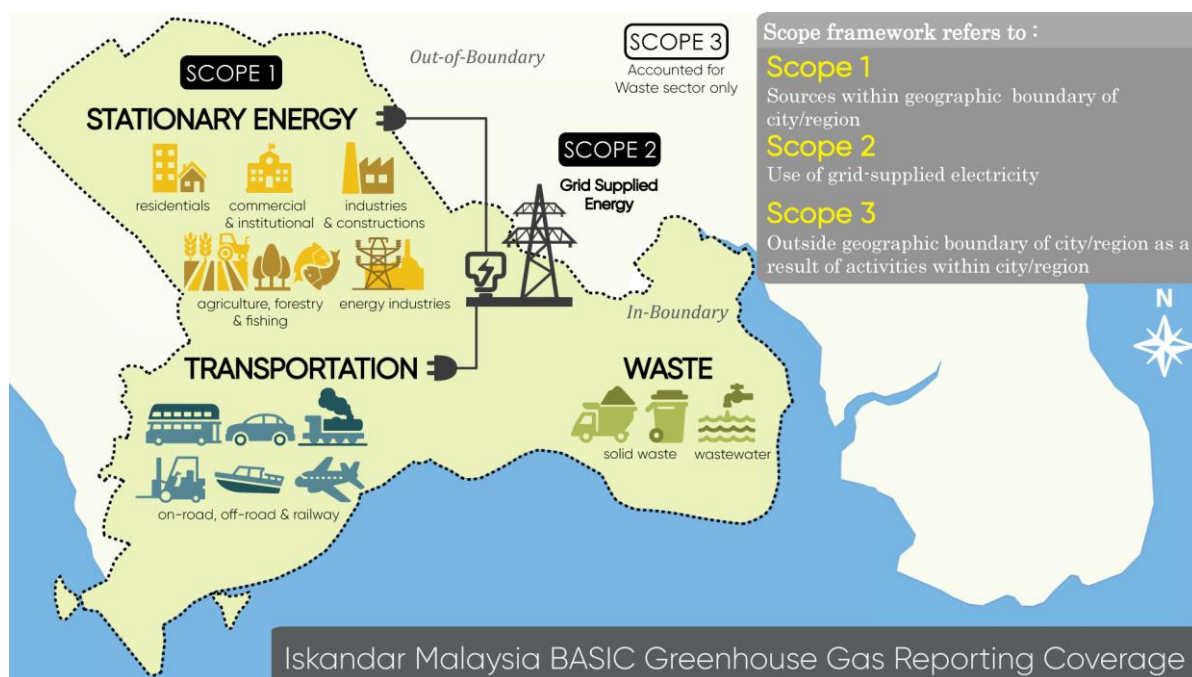 SCOPE 1
STATIONARY ENERGY
residentials
commercial
& institutional
industries
& constructions
agriculture, forestry
& fishing
energy industries
TRANSPORTATION
on-road, off-road & railway
Out-of-Boundary
SCOPE 3
Accounted for
Waste sector only
SCOPE 2
Grid Supplied
Energy
In-Boundary
WASTE
solid waste
wastewater
Scope framework refers to :
Scope 1
Sources within geographic boundary of
city/region
Scope 2
Use of grid-supplied electricity
Scope 3
Outside geographic boundary of city/region as a
result of activities within city/region
N
Iskandar Malaysia BASIC Greenhouse Gas Reporting Coverage